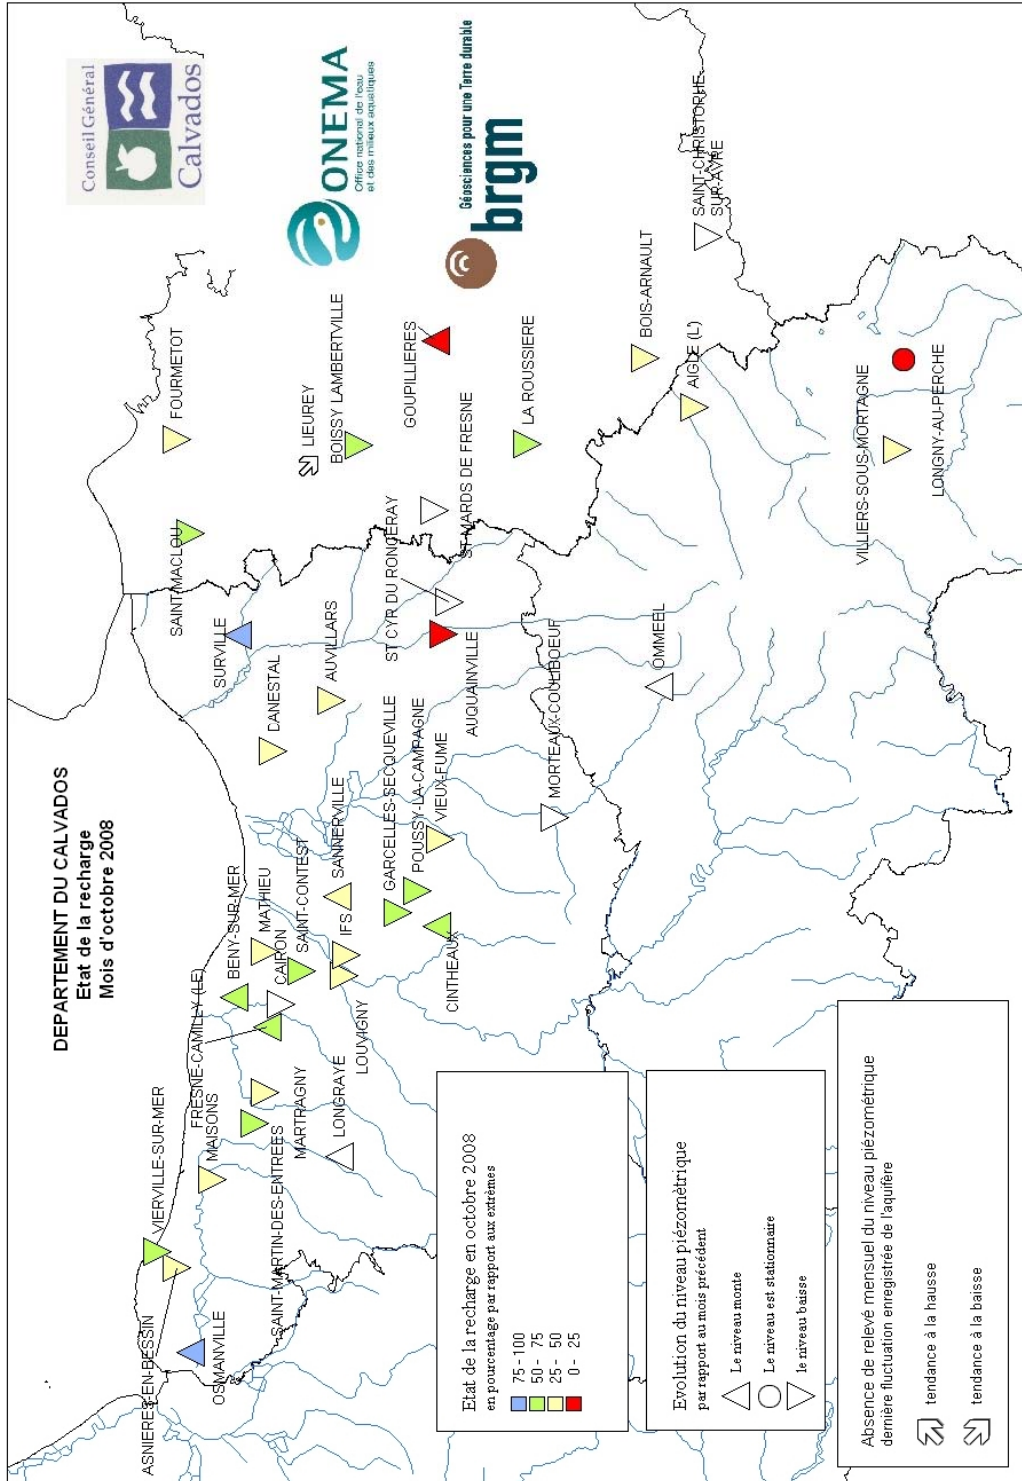 DEPARTEMENT DU CALVADOS
Etat de la recharge
Mois d'octobre 2008
Conseil Général
Calvados
ONEMA
Office national de l'eau
et des milieux aquatiques
Géosciences pour une Terre durable
brgm
ASNIERES-EN-BESSIN
VIERVILLE-SUR-MER
OSMANVILLE
MAISONS
SAINT-MARTIN-DES-ENTREES
MARTRAGNY
LONGRAYE
FRESNE-CAMILLY (LE)
BENY-SUR-MER
MATHIEU
CAIRON
SAINT-CONTEST
LOUVIGNY
IFS
SANNERVILLE
GARCELLES-SECQUEVILLE
POUSSY-LA-CAMPAGNE
VIEUX-FUME
CINTHEAUX
DANESTAL
AUVILLARS
SURVILLE
SAINT-MACLOU
FOURMETOT
LIEUREY
BOISSY LAMBERTVILLE
GOUPILLIERES
ST CYR DU RONCERAY
ST MARDS DE FRESNE
AUQUAINVILLE
LA ROUSSIERE
MORTEAUX-COULIBOEUF
OMMEEL
BOIS-ARNAULT
AIGLE (L')
SAINT-CHRISTOPHE
SUR-AVRE
VILLIERS-SOUS-MORTAGNE
LONGNY-AU-PERCHE
Etat de la recharge en octobre 2008
en pourcentage par rapport aux extrêmes
75 - 100
50 - 75
25 - 50
0 - 25
Evolution du niveau piézomètrique
par rapport au mois précédent
Le niveau monte
Le niveau est stationnaire
le niveau baisse
Absence de relevé mensuel du niveau piézométrique
dernière fluctuation enregistrée de l'aquifère
tendance à la hausse
tendance à la baisse